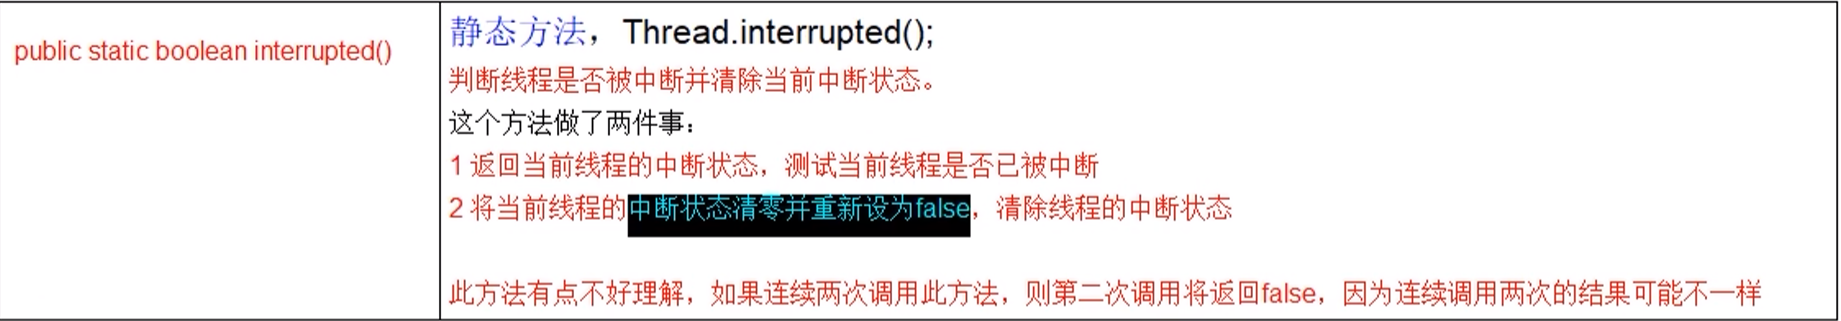 public static boolean interrupted()
静态方法，Thread.interrupted();
判断线程是否被中断并清除当前中断状态。
这个方法做了两件事：
1 返回当前线程的中断状态，测试当前线程是否已被中断
2 将当前线程的中断状态清零并重新设为false，清除线程的中断状态
此方法有点不好理解，如果连续两次调用此方法，则第二次调用将返回false，因为连续调用两次的结果可能不一样